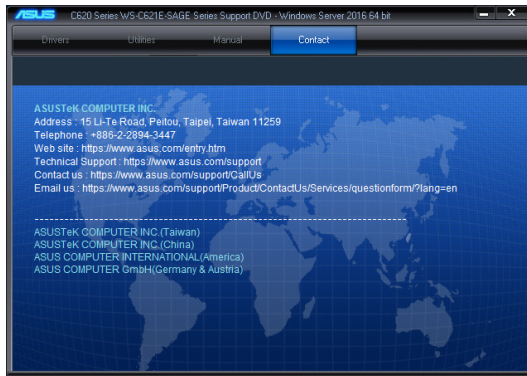 ASUS C620 Series WS-C621E-SAGE Series Support DVD - Windows Server 2016 64 bit
Drivers Utilities Manual Contact
ASUSTeK COMPUTER INC.
Address : 15 Li-Te Road, Peitou, Taipei, Taiwan 11259
Telephone : +886-2-2894-3447
Web site : https://www.asus.com/entry.htm
Technical Support : https://www.asus.com/support
Contact us : https://www.asus.com/support/CallUs
Email us : https://www.asus.com/support/Product/ContactUs/Services/questionform/?lang=en
ASUSTeK COMPUTER INC.(Taiwan)
ASUSTeK COMPUTER INC.(China)
ASUS COMPUTER INTERNATIONAL(America)
ASUS COMPUTER GmbH(Germany & Austria)